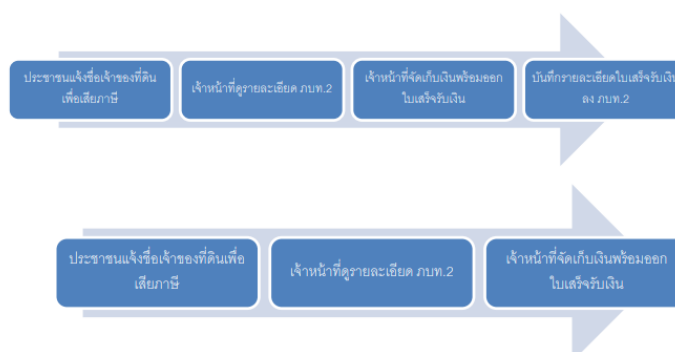 ประชาชนแจ้งชื่อเจ้าของที่ดิน
เพื่อเสียภาษี
เจ้าหน้าที่ดูรายละเอียด ภบท.2
เจ้าหน้าที่จัดเก็บเงินพร้อมออก
ใบเสร็จรับเงิน
บันทึกรายละเอียดใบเสร็จรับเงิน
ลง ภบท.2
ประชาชนแจ้งชื่อเจ้าของที่ดินเพื่อ
เสียภาษี
เจ้าหน้าที่ดูรายละเอียด ภบท.2
เจ้าหน้าที่จัดเก็บเงินพร้อมออก
ใบเสร็จรับเงิน